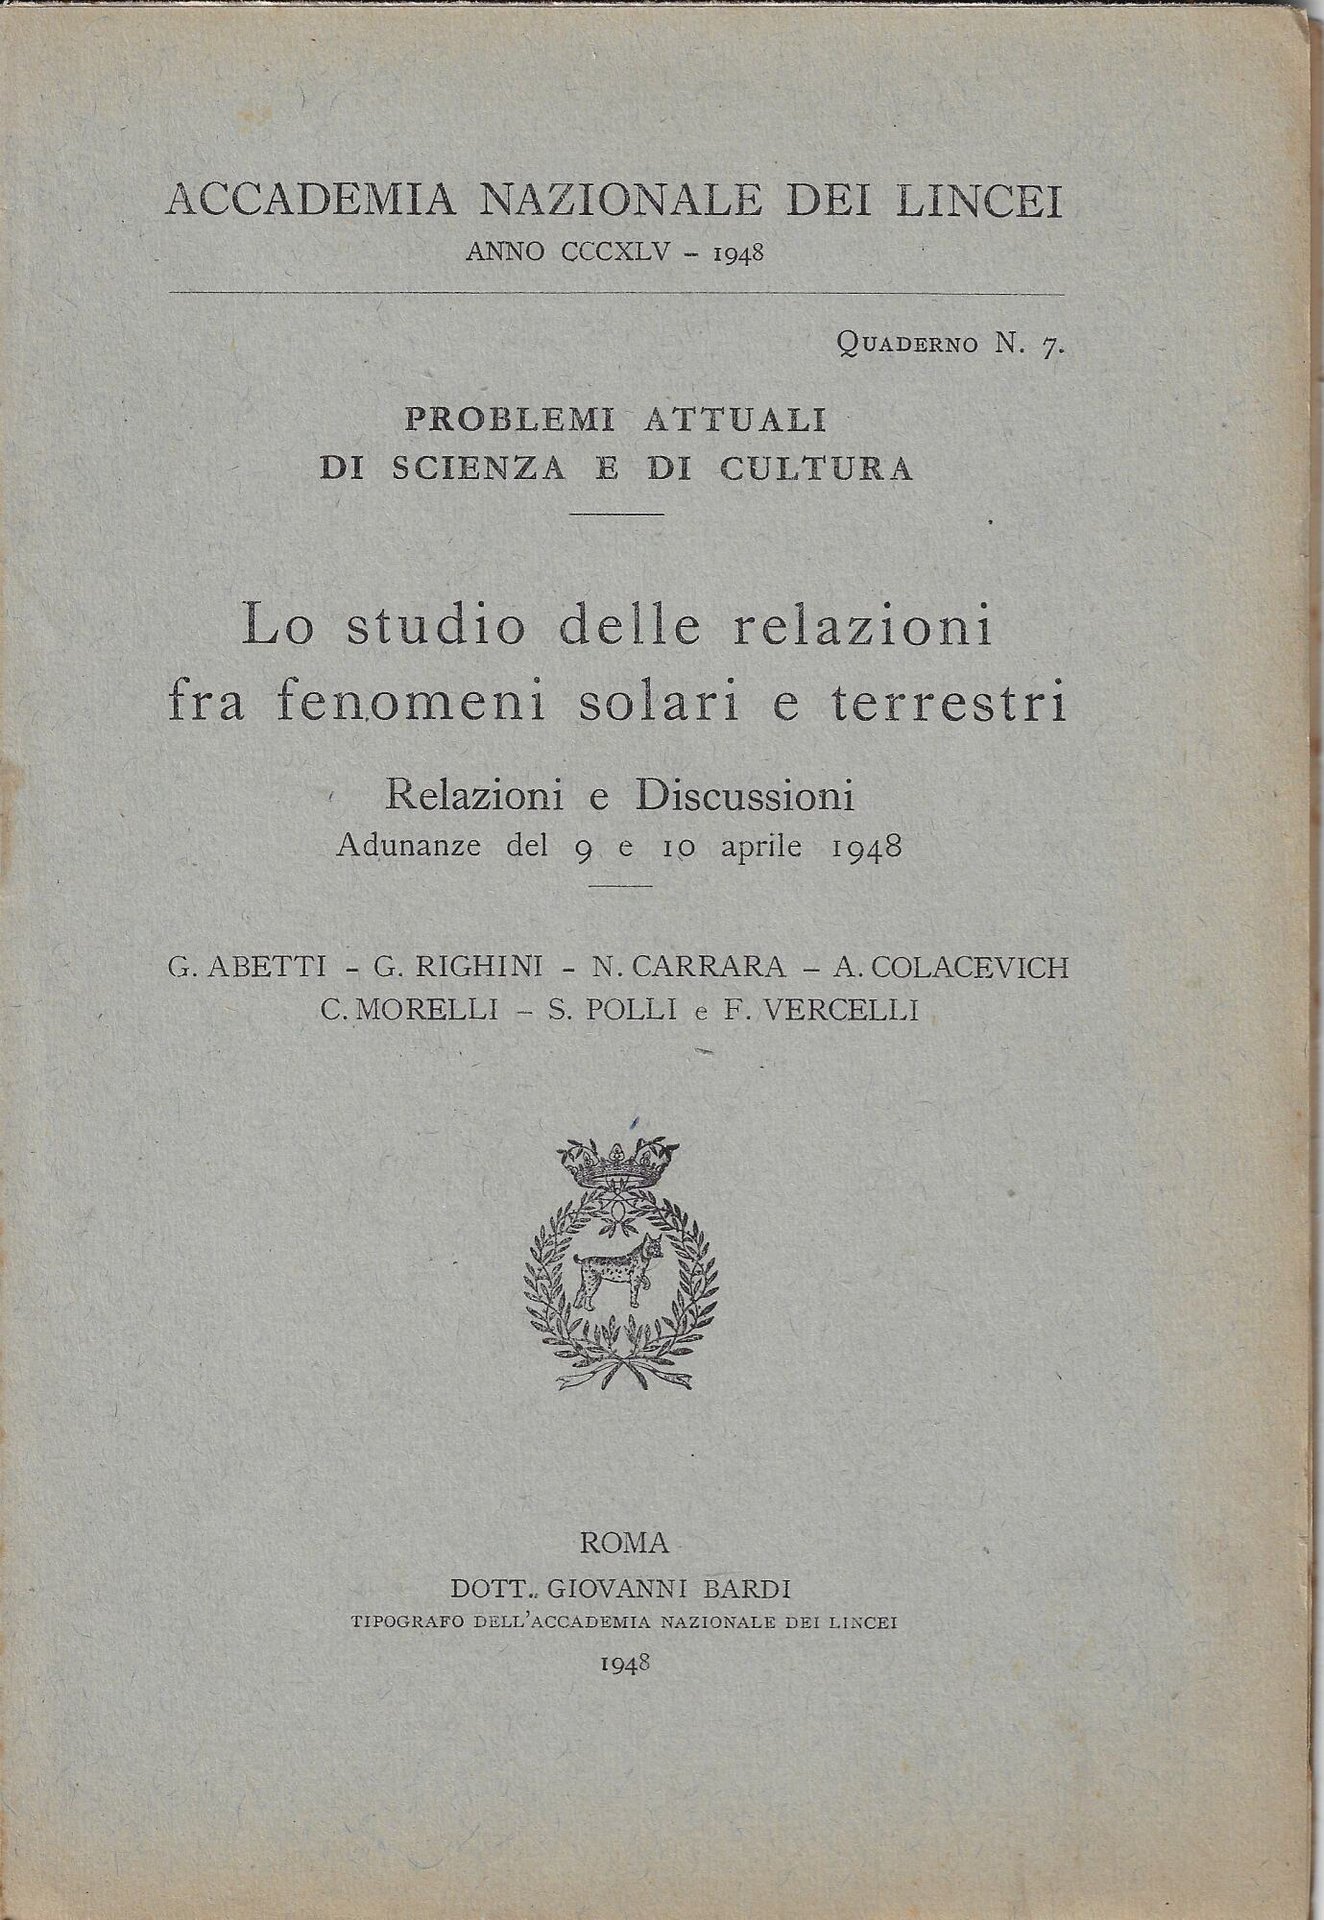 ACCADEMIA NAZIONALE DEI LINCEI
ANNO CCCXLV – 1948
QUADERNO N. 7.
PROBLEMI ATTUALI
DI SCIENZA E DI CULTURA
Lo studio delle relazioni
fra fenomeni solari e terrestri
Relazioni e Discussioni
Adunanze del 9 e 10 aprile 1948
G. ABETTI – G. RIGHINI – N. CARRARA – A. COLACEVICH
C. MORELLI – S. POLLI e F. VERCELLI
ROMA
DOTT. GIOVANNI BARDI
TIPOGRAFO DELL'ACCADEMIA NAZIONALE DEI LINCEI
1948